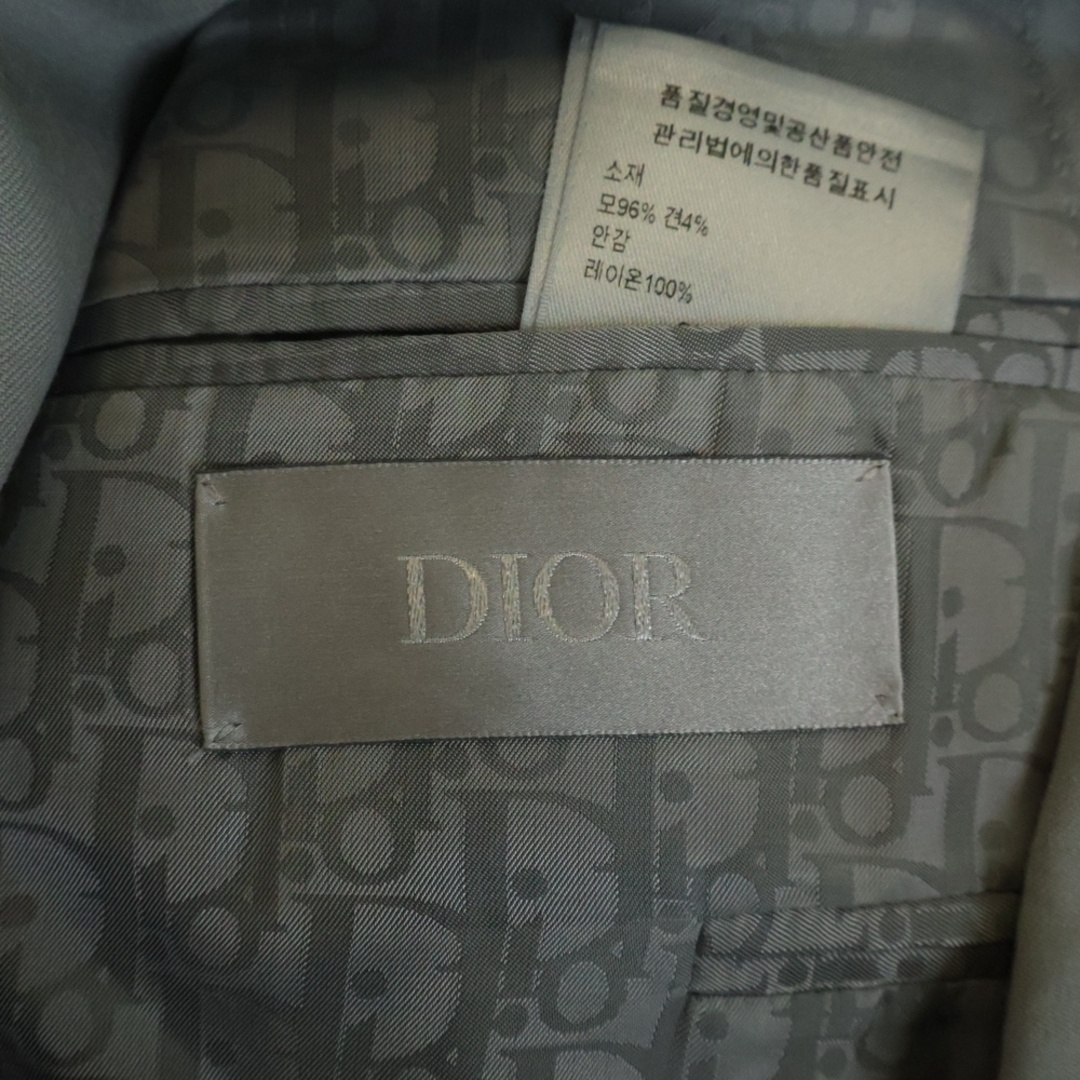 품질경영및공산품안전
관리법에의한품질표시
소재
모96% 견4%
안감
레이온100%
DIOR